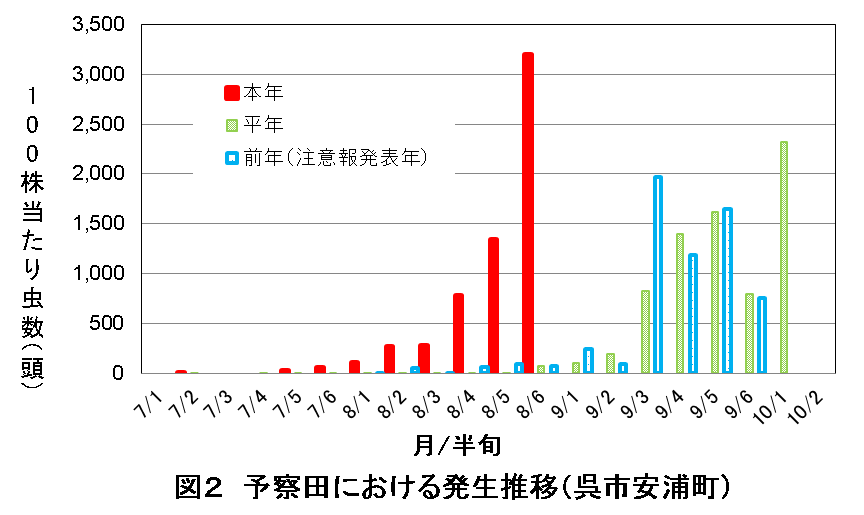 3,500
3,000
2,500
2,000
1,500
1,000
500
0
100株当たり虫数(頭)
本年
平年
前年(注意報発表年)
7/1 7/2 7/3 7/4 7/5 7/6 8/1 8/2 8/3 8/4 8/5 8/6 9/1 9/2 9/3 9/4 9/5 9/6 10/1 10/2
月/半旬
図2 予察田における発生推移(呉市安浦町)